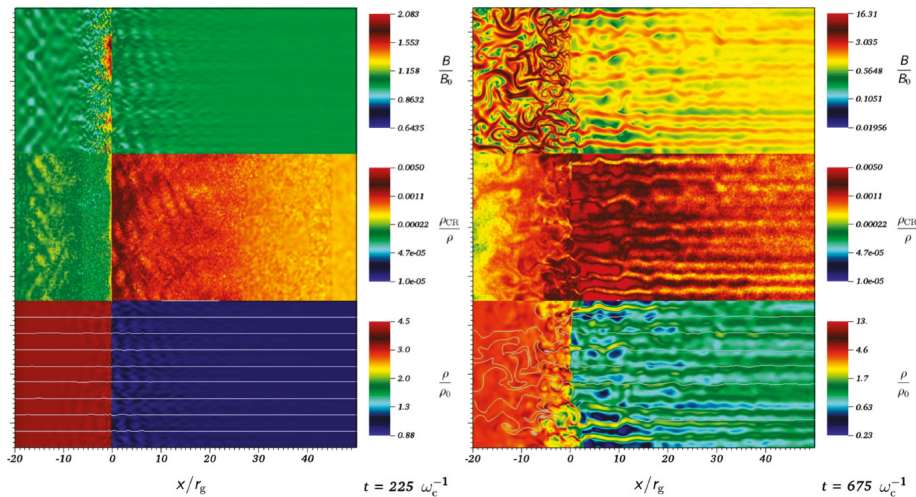 2.083
1.553
1.158
0.8632
0.6435
B
B₀
0.0050
0.0011
0.00022
4.7e-05
1.0e-05
ρCR
ρ
4.5
3.0
2.0
1.3
0.88
ρ
ρ₀
-20 -10 0 10 20 30 40
x/rg
t = 225 ωc⁻¹
16.31
3.035
0.5648
0.1051
0.01956
B
B₀
0.0050
0.0011
0.00022
4.7e-05
1.0e-05
ρCR
ρ
13.
4.6
1.7
0.63
0.23
ρ
ρ₀
-20 -10 0 10 20 30 40
x/rg
t = 675 ωc⁻¹